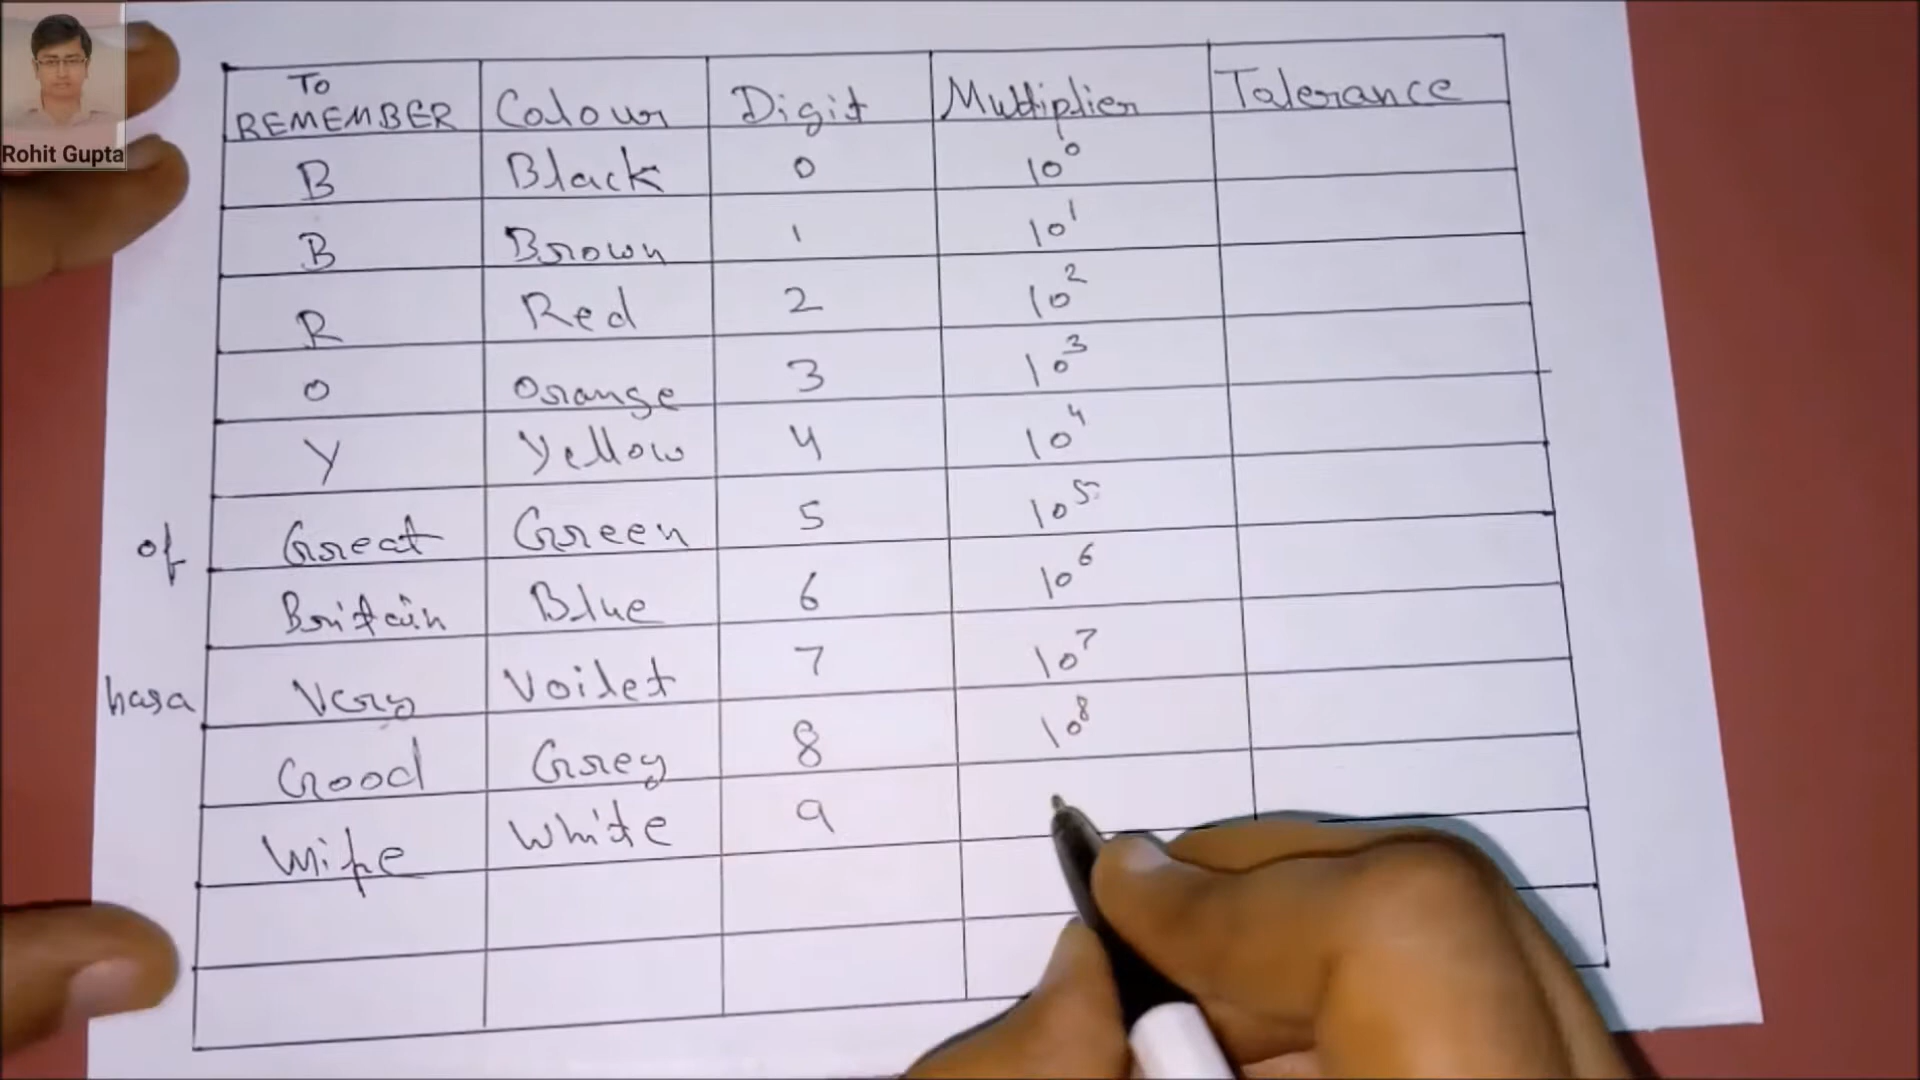 Rohit Gupta
To REMEMBER Colour Digit Multiplier Tolerance
B Black 0 10⁰
B Brown 1 10¹
R Red 2 10²
O Orange 3 10³
Y Yellow 4 10⁴
of Great Green 5 10⁵
Britain Blue 6 10⁶
hasa Very Voilet 7 10⁷
Good Grey 8 10⁸
Wife White 9